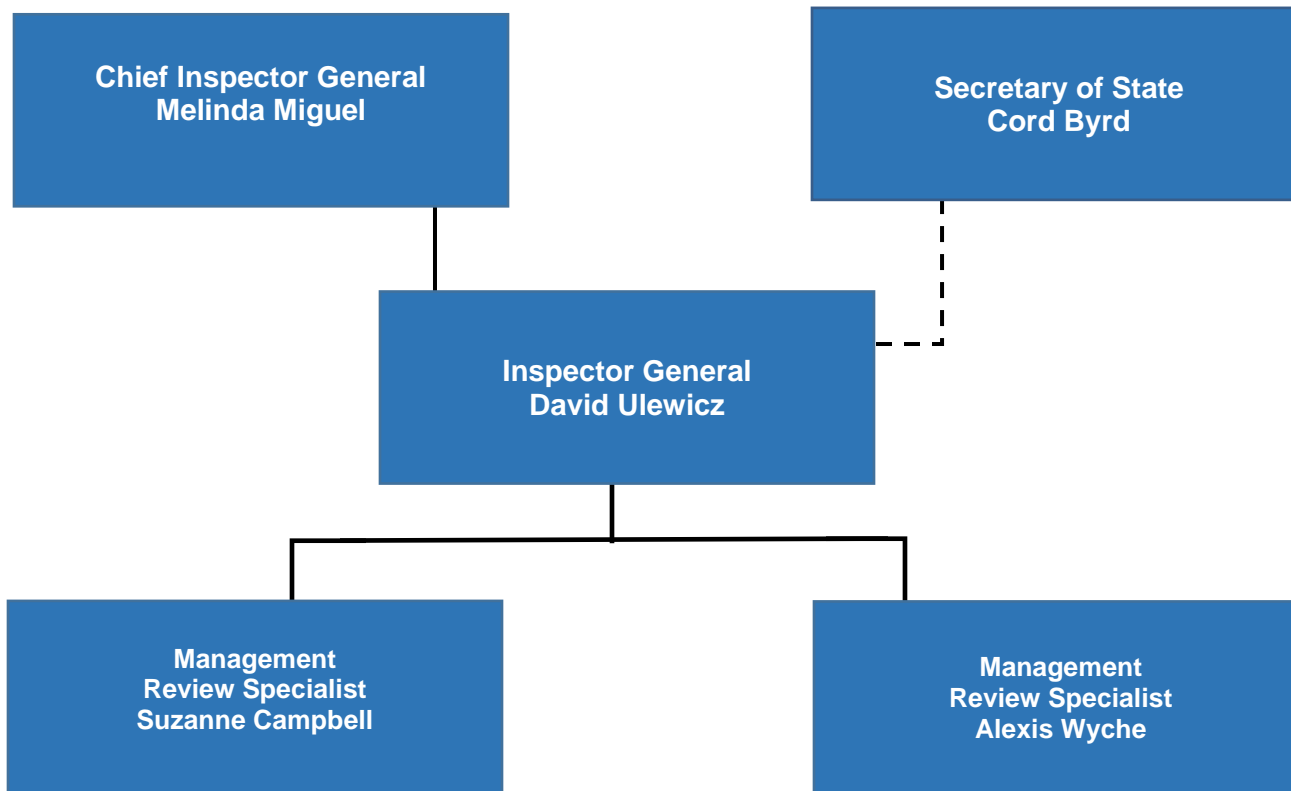 Chief Inspector General
Melinda Miguel
Secretary of State
Cord Byrd
Inspector General
David Ulewicz
Management
Review Specialist
Suzanne Campbell
Management
Review Specialist
Alexis Wyche